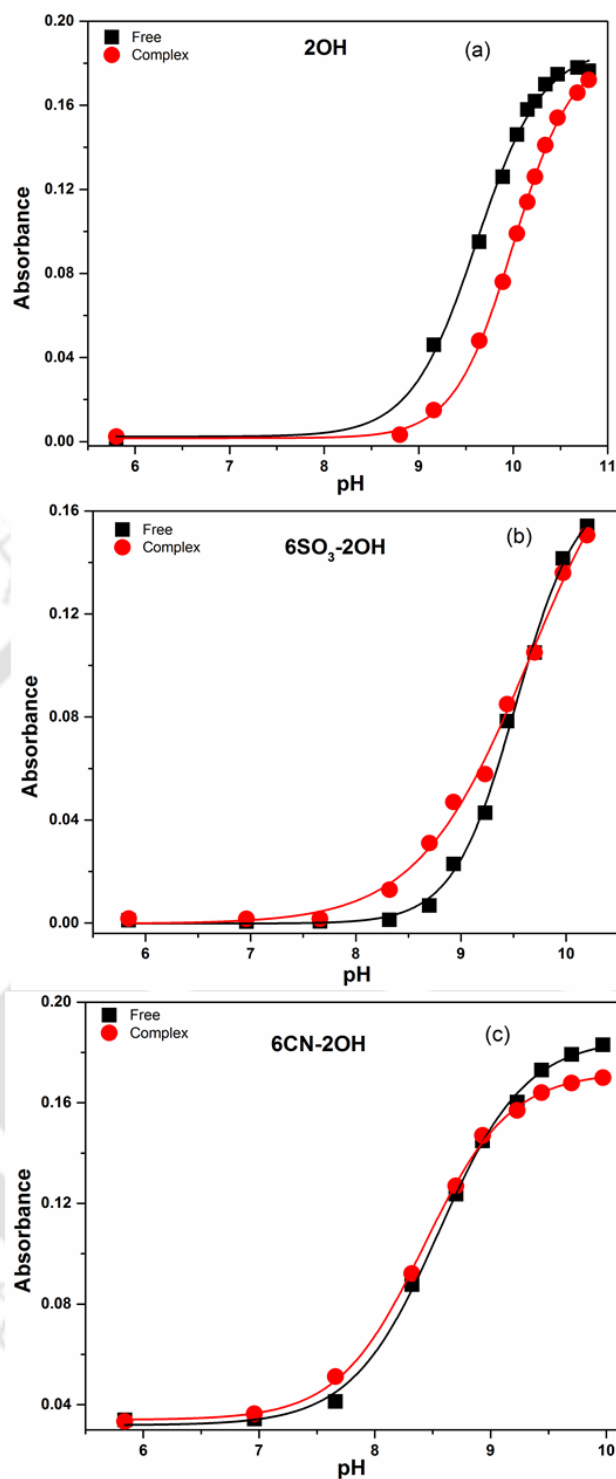 2OH
(a)
Free
Complex
0.20
0.16
0.12
0.08
0.04
0.00
Absorbance
6 7 8 9 10 11
pH
6SO₃-2OH
(b)
Free
Complex
0.16
0.12
0.08
0.04
0.00
Absorbance
6 7 8 9 10
pH
6CN-2OH
(c)
Free
Complex
0.20
0.16
0.12
0.08
0.04
Absorbance
6 7 8 9 10
pH